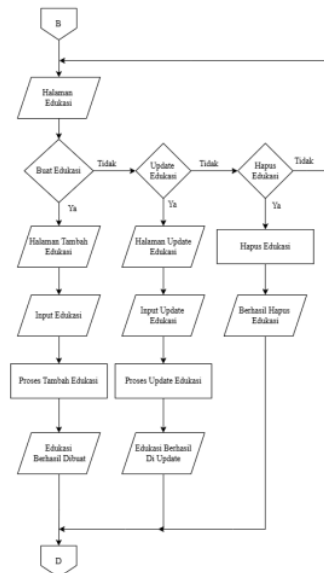 B
Halaman
Edukasi
Buat Edukasi
Tidak
Update
Edukasi
Tidak
Hapus
Edukasi
Tidak
Ya
Ya
Ya
Halaman Tambah
Edukasi
Halaman Update
Edukasi
Hapus Edukasi
Input Edukasi
Input Update
Edukasi
Berhasil Hapus
Edukasi
Proses Tambah Edukasi
Proses Update Edukasi
Edukasi
Berhasil Dibuat
Edukasi Berhasil
Di Update
D